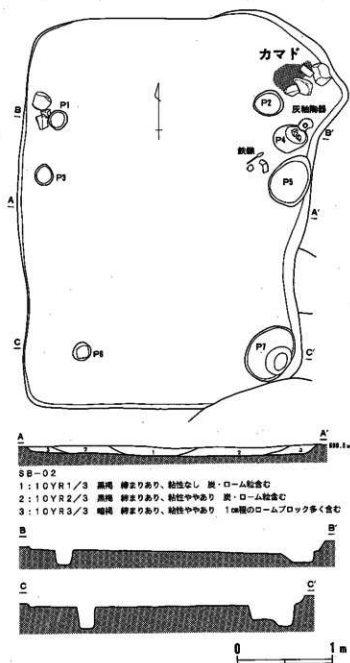 カマド
P2
灰釉陶器
B
P1
P4
B'
鉄鏃
P3
P5
A
A'
C
P6
P7
C'
A
A'
3
2
1
2
3
SB-02
1:10YR1/3 黒褐 締まりあり、粘性なし 炭・ローム粒含む
2:10YR2/3 黒褐 締まりあり、粘性ややあり 炭・ローム粒含む
3:10YR3/3 暗褐 締まりあり、粘性ややあり 1㎝程のロームブロック多く含む
B
B'
C
C'
0 1m